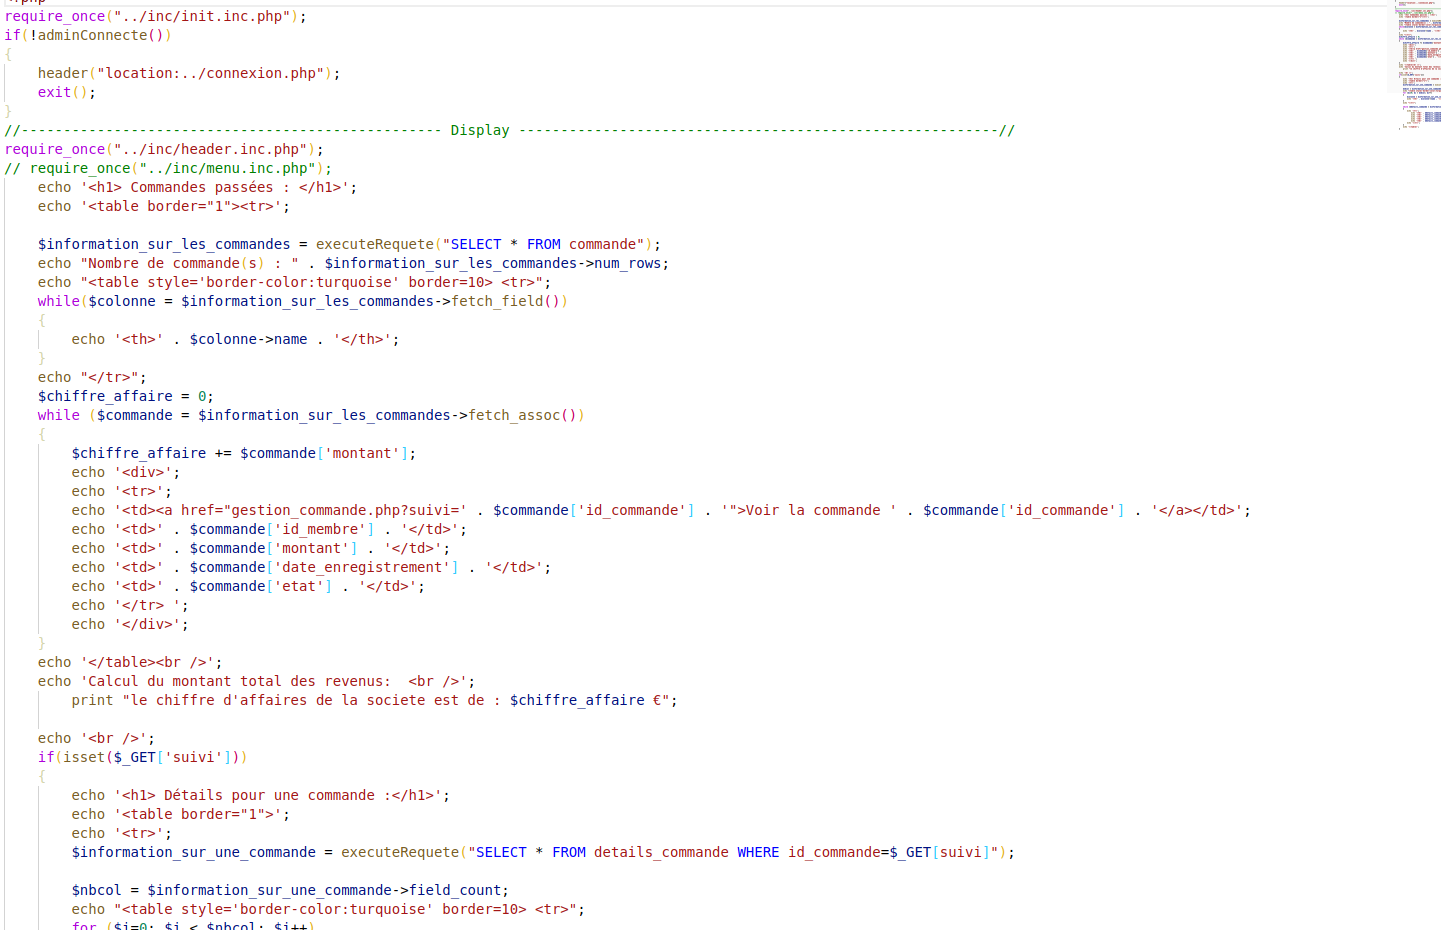 <?php
require_once("../inc/init.inc.php");
if(!adminConnecte())
{
    header("location:../connexion.php");
    exit();
}
//-------------------------------------------------- Display ---------------------------------------------------------//
require_once("../inc/header.inc.php");
// require_once("../inc/menu.inc.php");
    echo '<h1> Commandes passées : </h1>';
    echo '<table border="1"><tr>';
    $information_sur_les_commandes = executeRequete("SELECT * FROM commande");
    echo "Nombre de commande(s) : " . $information_sur_les_commandes->num_rows;
    echo "<table style='border-color:turquoise' border=10> <tr>";
    while($colonne = $information_sur_les_commandes->fetch_field())
    {
        echo '<th>' . $colonne->name . '</th>';
    }
    echo "</tr>";
    $chiffre_affaire = 0;
    while ($commande = $information_sur_les_commandes->fetch_assoc())
    {
        $chiffre_affaire += $commande['montant'];
        echo '<div>';
        echo '<tr>';
        echo '<td><a href="gestion_commande.php?suivi=' . $commande['id_commande'] . '">Voir la commande ' . $commande['id_commande'] . '</a></td>';
        echo '<td>' . $commande['id_membre'] . '</td>';
        echo '<td>' . $commande['montant'] . '</td>';
        echo '<td>' . $commande['date_enregistrement'] . '</td>';
        echo '<td>' . $commande['etat'] . '</td>';
        echo '</tr> ';
        echo '</div>';
    }
    echo '</table><br />';
    echo 'Calcul du montant total des revenus:  <br />';
        print "le chiffre d'affaires de la societe est de : $chiffre_affaire €";
    echo '<br />';
    if(isset($_GET['suivi']))
    {
        echo '<h1> Détails pour une commande :</h1>';
        echo '<table border="1">';
        echo '<tr>';
        $information_sur_une_commande = executeRequete("SELECT * FROM details_commande WHERE id_commande=$_GET[suivi]");
        $nbcol = $information_sur_une_commande->field_count;
        echo "<table style='border-color:turquoise' border=10> <tr>";
        for ($i=0; $i < $nbcol; $i++)